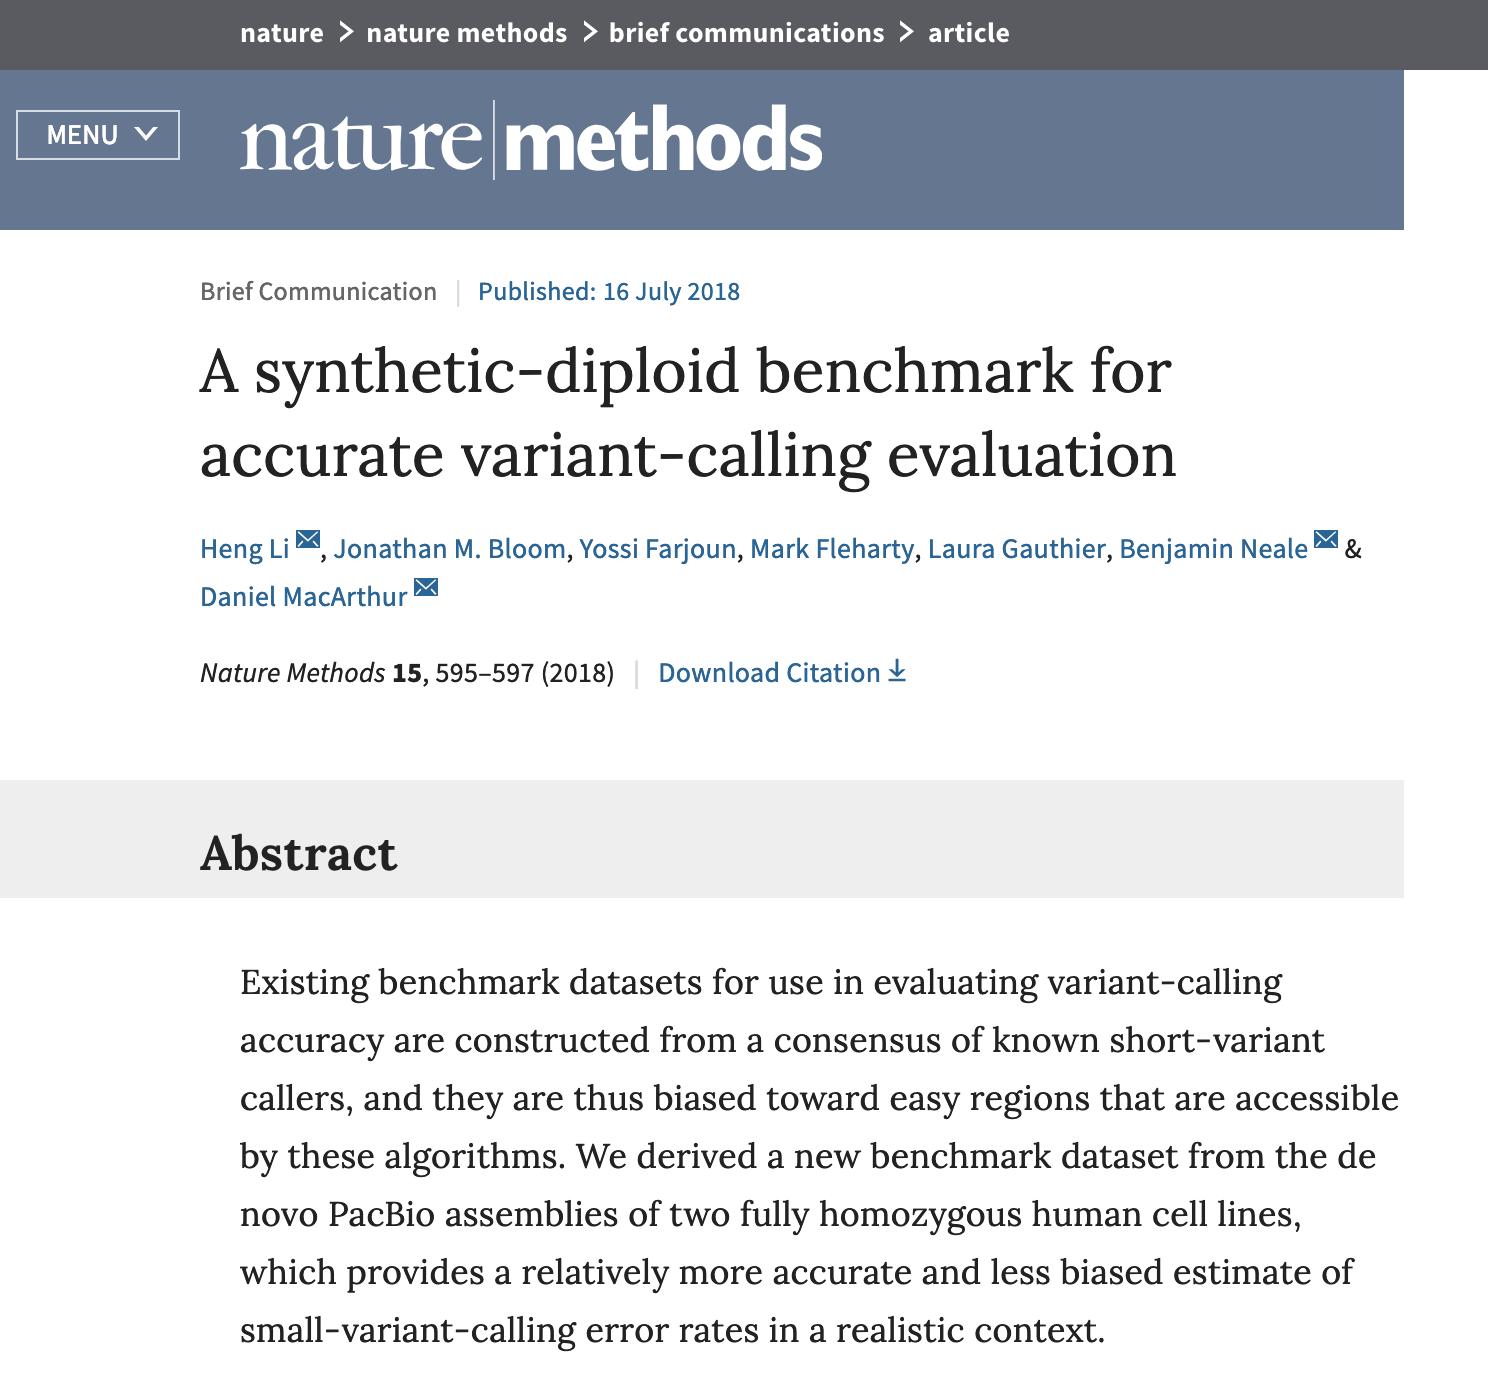 nature > nature methods > brief communications > article
MENU
nature methods
Brief Communication | Published: 16 July 2018
A synthetic-diploid benchmark for
accurate variant-calling evaluation
Heng Li, Jonathan M. Bloom, Yossi Farjoun, Mark Fleharty, Laura Gauthier, Benjamin Neale &
Daniel MacArthur
Nature Methods 15, 595–597 (2018) | Download Citation
Abstract
Existing benchmark datasets for use in evaluating variant-calling
accuracy are constructed from a consensus of known short-variant
callers, and they are thus biased toward easy regions that are accessible
by these algorithms. We derived a new benchmark dataset from the de
novo PacBio assemblies of two fully homozygous human cell lines,
which provides a relatively more accurate and less biased estimate of
small-variant-calling error rates in a realistic context.